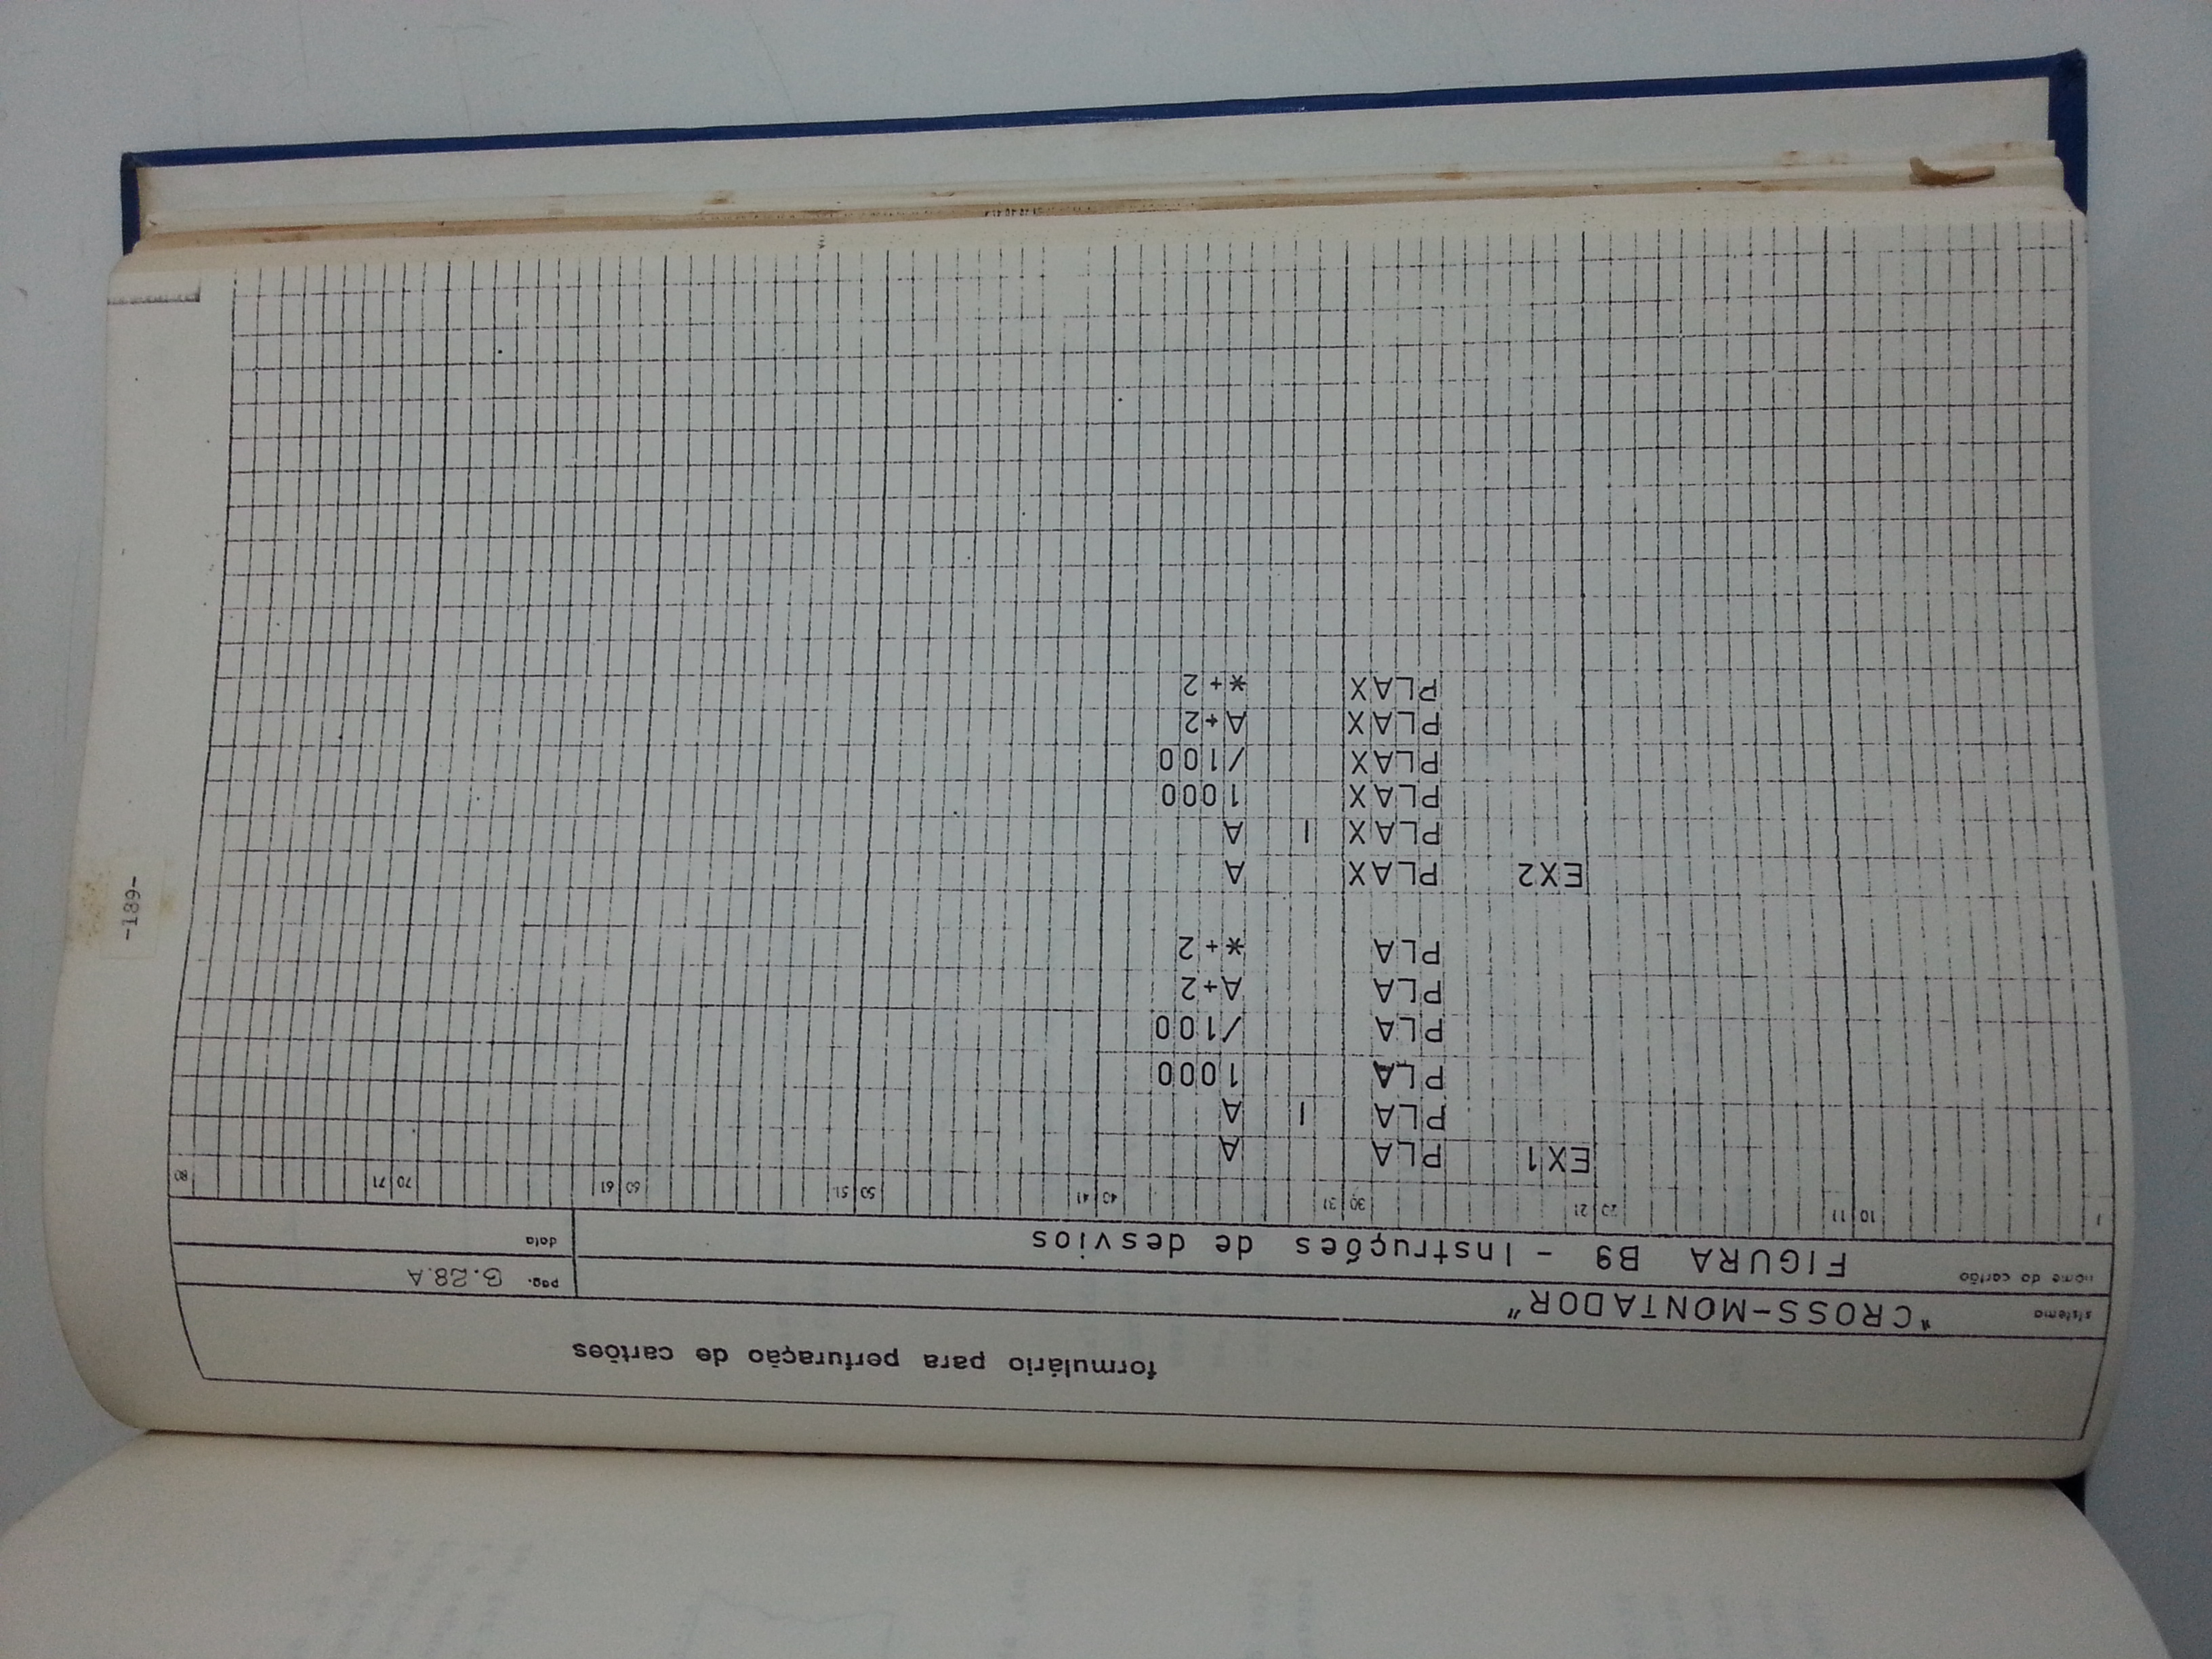 -189-
formulário para perfuração de cartões
sistema "CROSS-MONTADOR"
pag. B.28.A
nome do cartão FIGURA B9 - Instruções de desvios
data
1 10 11 20 21 30 31 40 41 50 51 60 61 70 71 80
EX1 PLA A
PLA I A
PLA 1000
PLA /100
PLA A+2
PLA *+2
EX2 PLAX A
PLAX I A
PLAX 1000
PLAX /100
PLAX A+2
PLAX *+2